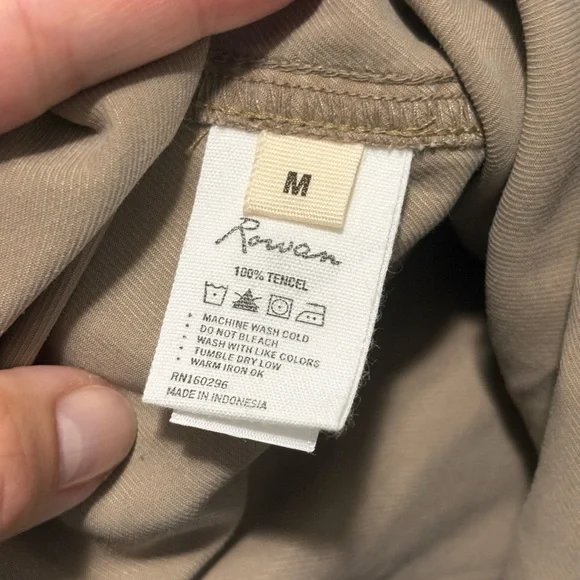 M
Rowan
100% TENCEL
• MACHINE WASH COLD
• DO NOT BLEACH
• WASH WITH LIKE COLORS
• TUMBLE DRY LOW
• WARM IRON OK
RN160296
MADE IN INDONESIA